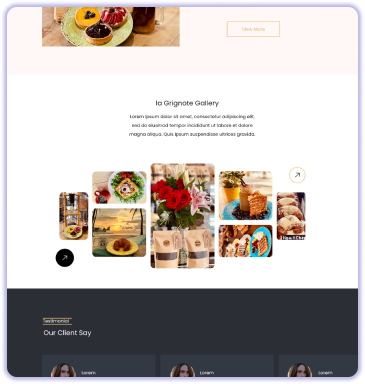 View More
la Grignote Gallery
Lorem ipsum dolor sit amet, consectetur adipiscing elit,
sed do eiusmod tempor incididunt ut labore et dolore
magna aliqua. Quis ipsum suspendisse ultrices gravida.
Testimonial
Our Client Say
Lorem
Lorem
Lorem